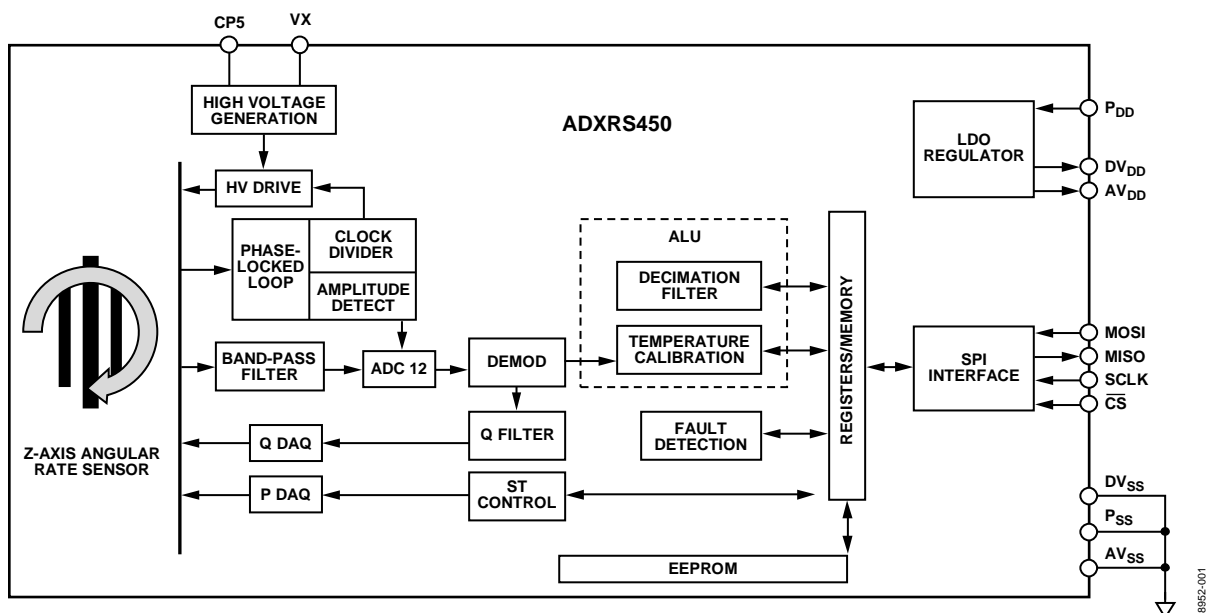 CP5
VX
HIGH VOLTAGE
GENERATION
ADXRS450
LDO
REGULATOR
PDD
DVDD
AVDD
HV DRIVE
PHASE-
LOCKED
LOOP
CLOCK
DIVIDER
AMPLITUDE
DETECT
ALU
DECIMATION
FILTER
TEMPERATURE
CALIBRATION
BAND-PASS
FILTER
ADC 12
DEMOD
REGISTERS/MEMORY
SPI
INTERFACE
MOSI
MISO
SCLK
CS
Z-AXIS ANGULAR
RATE SENSOR
Q DAQ
Q FILTER
FAULT
DETECTION
P DAQ
ST
CONTROL
EEPROM
DVSS
PSS
AVSS
8952-001